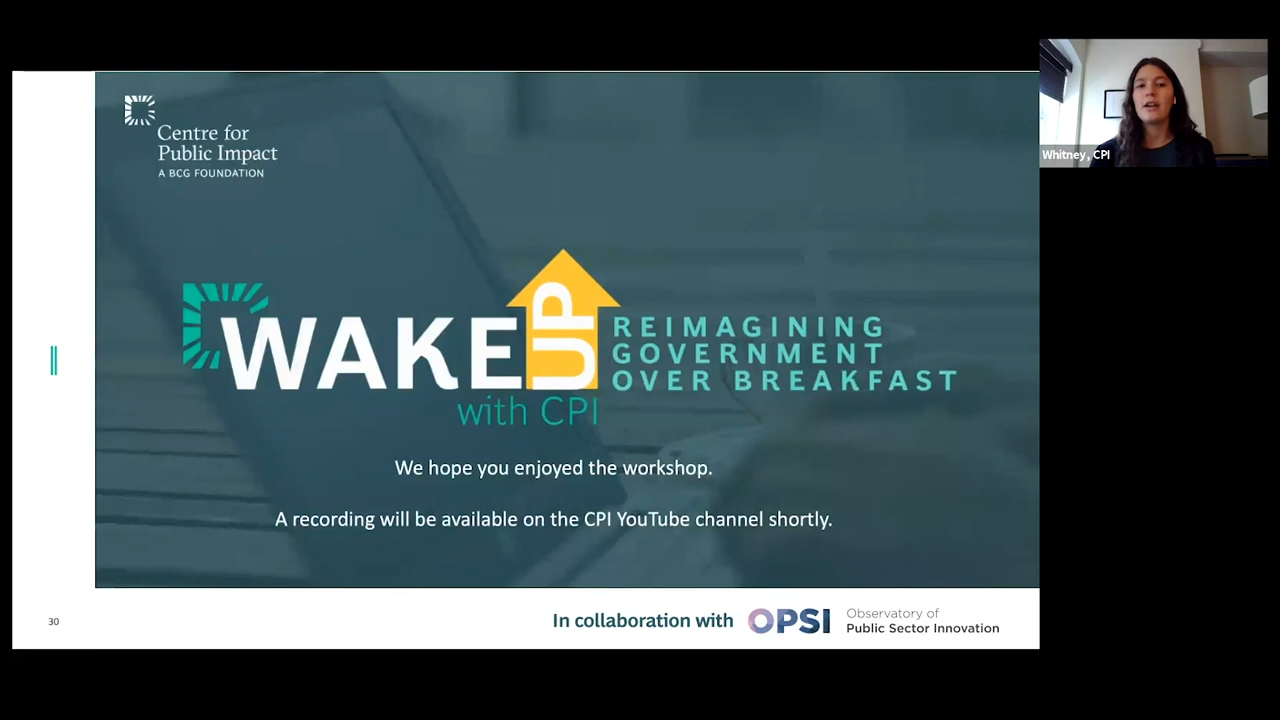 Centre for
Public Impact
A BCG FOUNDATION
Whitney, CPI
WAKE UP
with CPI
REIMAGINING
GOVERNMENT
OVER BREAKFAST
We hope you enjoyed the workshop.
A recording will be available on the CPI YouTube channel shortly.
30
In collaboration with
OPSI
Observatory of
Public Sector Innovation